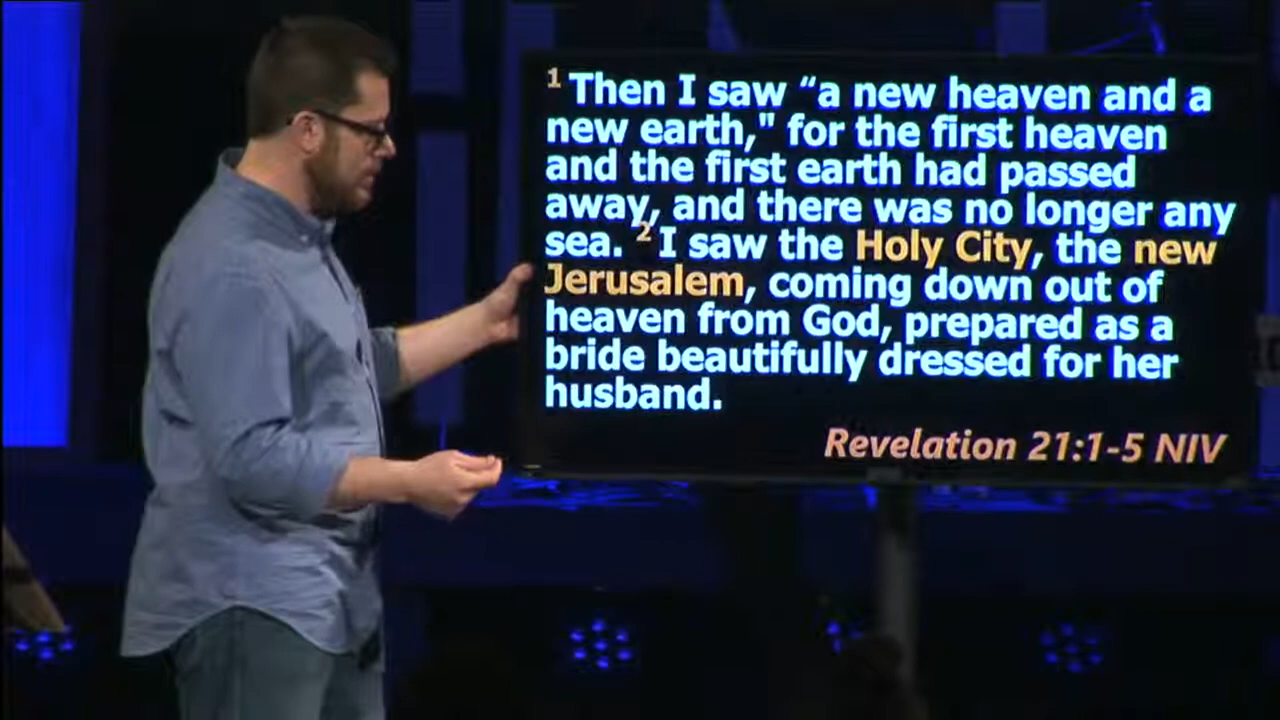 1 Then I saw “a new heaven and a
new earth," for the first heaven
and the first earth had passed
away, and there was no longer any
sea. 2 I saw the Holy City, the new
Jerusalem, coming down out of
heaven from God, prepared as a
bride beautifully dressed for her
husband.
Revelation 21:1-5 NIV